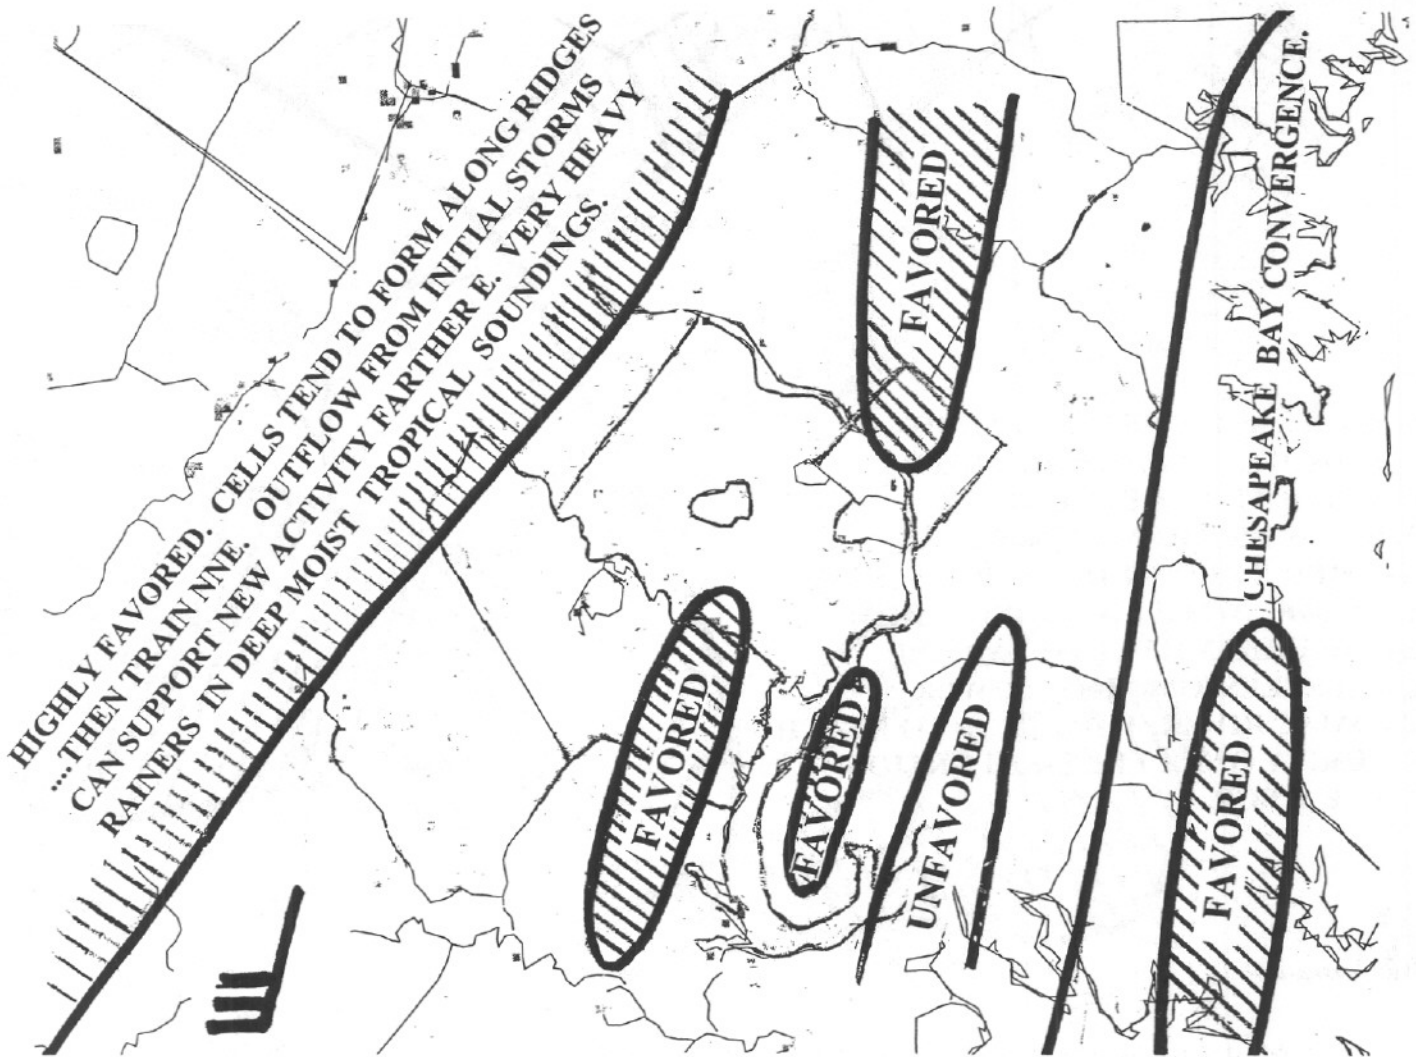 HIGHLY FAVORED. CELLS TEND TO FORM ALONG RIDGES
....THEN TRAIN NNE. OUTFLOW FROM INITIAL STORMS
CAN SUPPORT NEW ACTIVITY FARTHER E. VERY HEAVY
RAINERS IN DEEP MOIST TROPICAL SOUNDINGS.
FAVORED
CHESAPEAKE BAY CONVERGENCE.
FAVORED
FAVORED
UNFAVORED
FAVORED